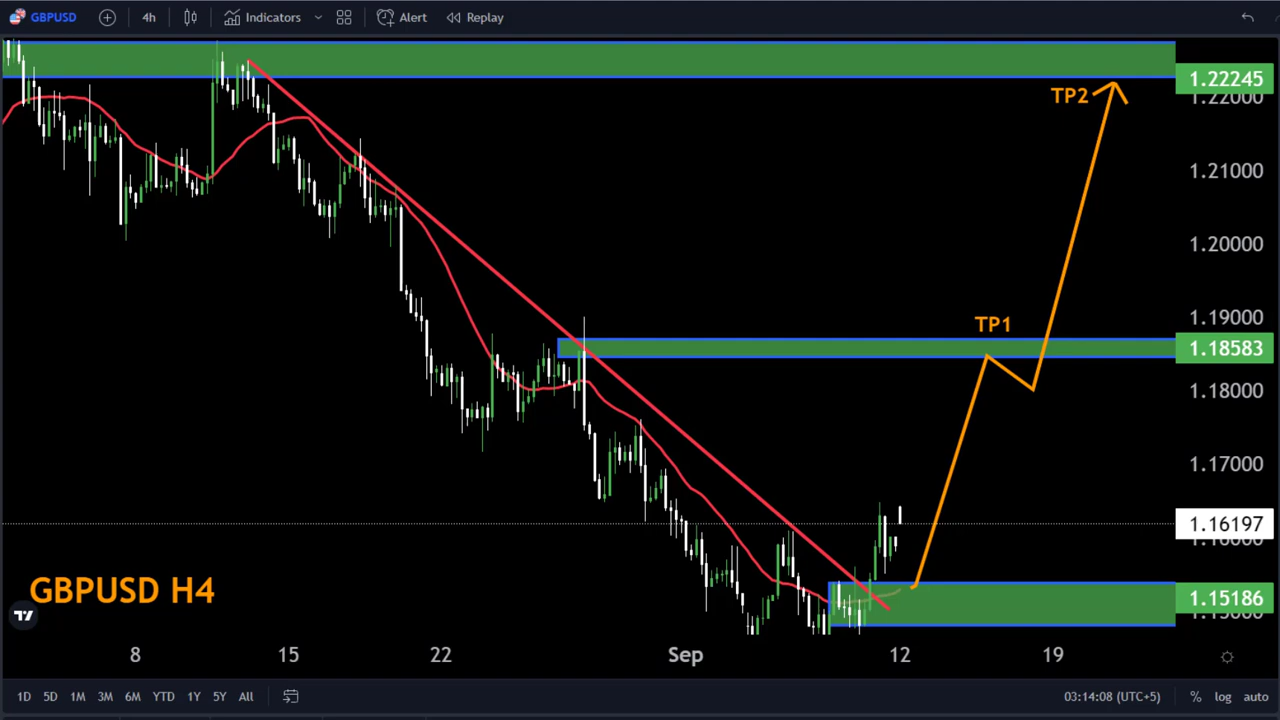 GBPUSD 4h Indicators Alert Replay
1.22245
1.22000
TP2
1.21000
1.20000
1.19000
TP1
1.18583
1.18000
1.17000
1.16197
1.16000
GBPUSD H4
1.15186
1.15000
8 15 22 Sep 12 19
1D 5D 1M 3M 6M YTD 1Y 5Y All 03:14:08 (UTC+5) % log auto